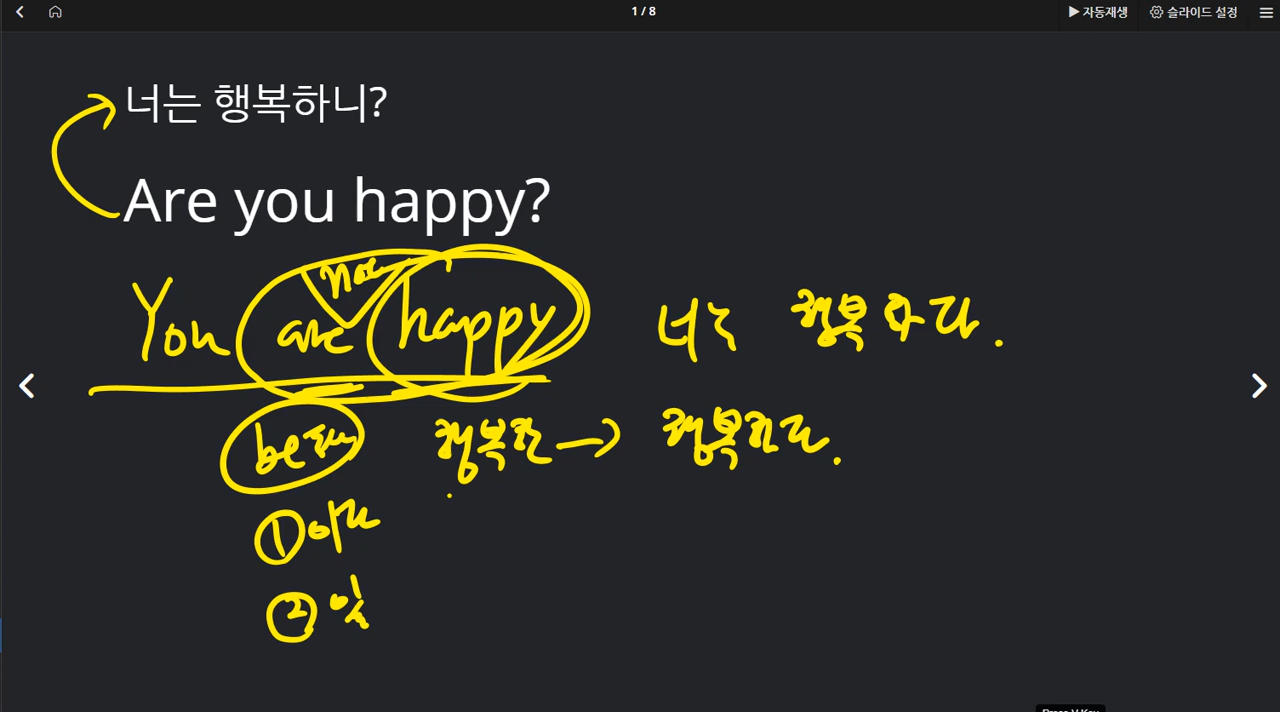 1 / 8
▶ 자동재생
슬라이드 설정
너는 행복하니?
Are you happy?
not
You are happy 너는 행복하다.
be동사 행복한 → 행복하다.
① 이다
② 있